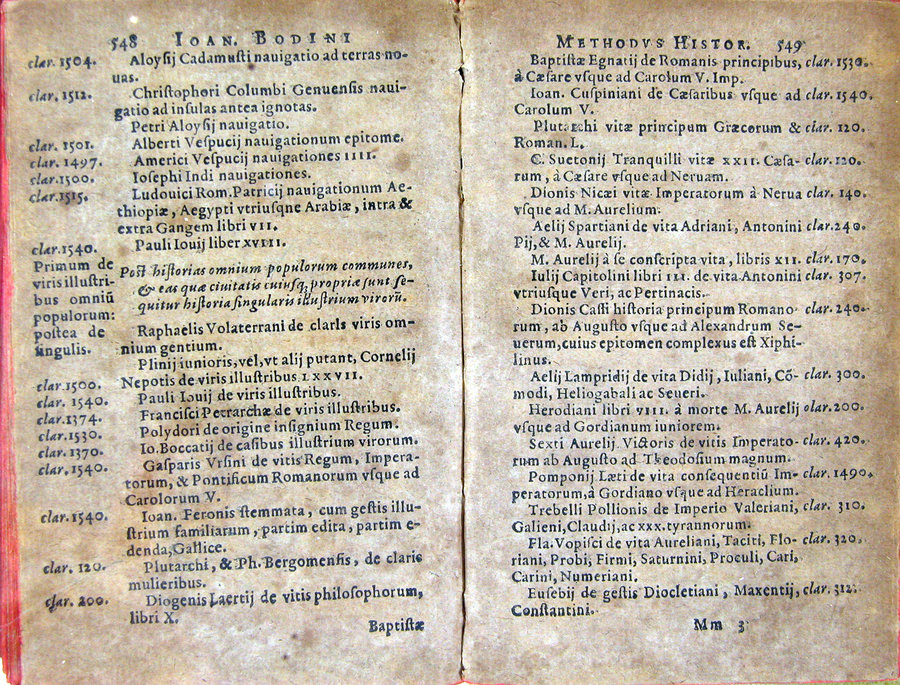 548 IOAN. BODINI
clar. 1504. Aloysij Cadamusti nauigatio ad terras no-
uas.
clar. 1512. Christophori Columbi Genuensis naui-
gatio ad insulas antea ignotas.
Petri Aloysij nauigatio.
clar. 1501. Alberti Vespucij nauigationum epitome.
clar. 1497. Americi Vespucij nauigationes IIII.
clar. 1500. Iosephi Indi nauigationes.
clar. 1515. Ludouici Rom. Patricij nauigationum Ae-
thiopiæ, Aegypti vtriusqne Arabiæ, intra &
extra Gangem libri VII.
clar. 1540. Pauli Iouij liber XVIII.
Primum de
viris illustri-
bus omniũ
populorum:
postea de
singulis.
Post historias omnium populorum communes,
& eas quæ ciuitatis cuiusq; propriæ sunt se-
quitur historia singularis illustrium virorũ.
Raphaelis Volaterrani de claris viris om-
nium gentium.
Plinij iunioris, vel, vt alij putant, Cornelij
clar. 1500. Nepotis de viris illustribus LXXVII.
clar. 1540. Pauli Iouij de viris illustribus.
clar. 1374. Francisci Petrarchæ de viris illustribus.
clar. 1530. Polydori de origine insignium Regum.
clar. 1370. Io. Boccatij de casibus illustrium virorum.
clar. 1540. Gasparis Vrsini de vitis Regum, Impera-
torum, & Pontificum Romanorum vsque ad
Carolorum V.
clar. 1540. Ioan. Feronis stemmata, cum gestis illu-
strium familiarum, partim edita, partim e-
denda, Gallice.
clar. 120. Plutarchi, & Ph. Bergomensis, de claris
mulieribus.
clar. 200. Diogenis Laertij de vitis philosophorum,
libri X.
Baptistæ
METHODVS HISTOR. 549
Baptistæ Egnatij de Romanis principibus, clar. 1530.
à Cæsare vsque ad Carolum V. Imp.
Ioan. Cuspiniani de Cæsaribus vsque ad clar. 1540.
Carolum V.
Plutarchi vitæ principum Græcorum & clar. 120.
Roman. L.
C. Suetonij Tranquilli vitæ XXII. Cæsa- clar. 120.
rum, à Cæsare vsque ad Neruam.
Dionis Nicæi vitæ Imperatorum à Nerua clar. 140.
vsque ad M. Aurelium.
Aelij Spartiani de vita Adriani, Antonini clar. 240.
Pij, & M. Aurelij.
M. Aurelij à se conscripta vita, libris XII. clar. 170.
Iulij Capitolini libri III. de vita Antonini clar. 307.
vtriusque Veri, ac Pertinacis.
Dionis Cassi historia principum Romano- clar. 240.
rum, ab Augusto vsque ad Alexandrum Se-
uerum, cuius epitomen complexus est Xiphi-
linus.
Aelij Lampridij de vita Didij, Iuliani, Cõ- clar. 300.
modi, Heliogabali ac Seueri.
Herodiani libri VIII. à morte M. Aurelij clar. 200.
vsque ad Gordianum iuniorem.
Sexti Aurelij Victoris de vitis Imperato- clar. 420.
rum ab Augusto ad Theodosium magnum.
Pomponij Læti de vita consequentiũ Im- clar. 1490.
peratorum, à Gordiano vsque ad Heraclium.
Trebelli Pollionis de Imperio Valeriani, clar. 310.
Galieni, Claudij, ac XXX. tyrannorum.
Fla. Vopisci de vita Aureliani, Taciti, Flo- clar. 320.
riani, Probi, Firmi, Saturnini, Proculi, Cari,
Carini, Numeriani.
Eusebij de gestis Diocletiani, Maxentij, clar. 312.
Constantini.
Mm 3